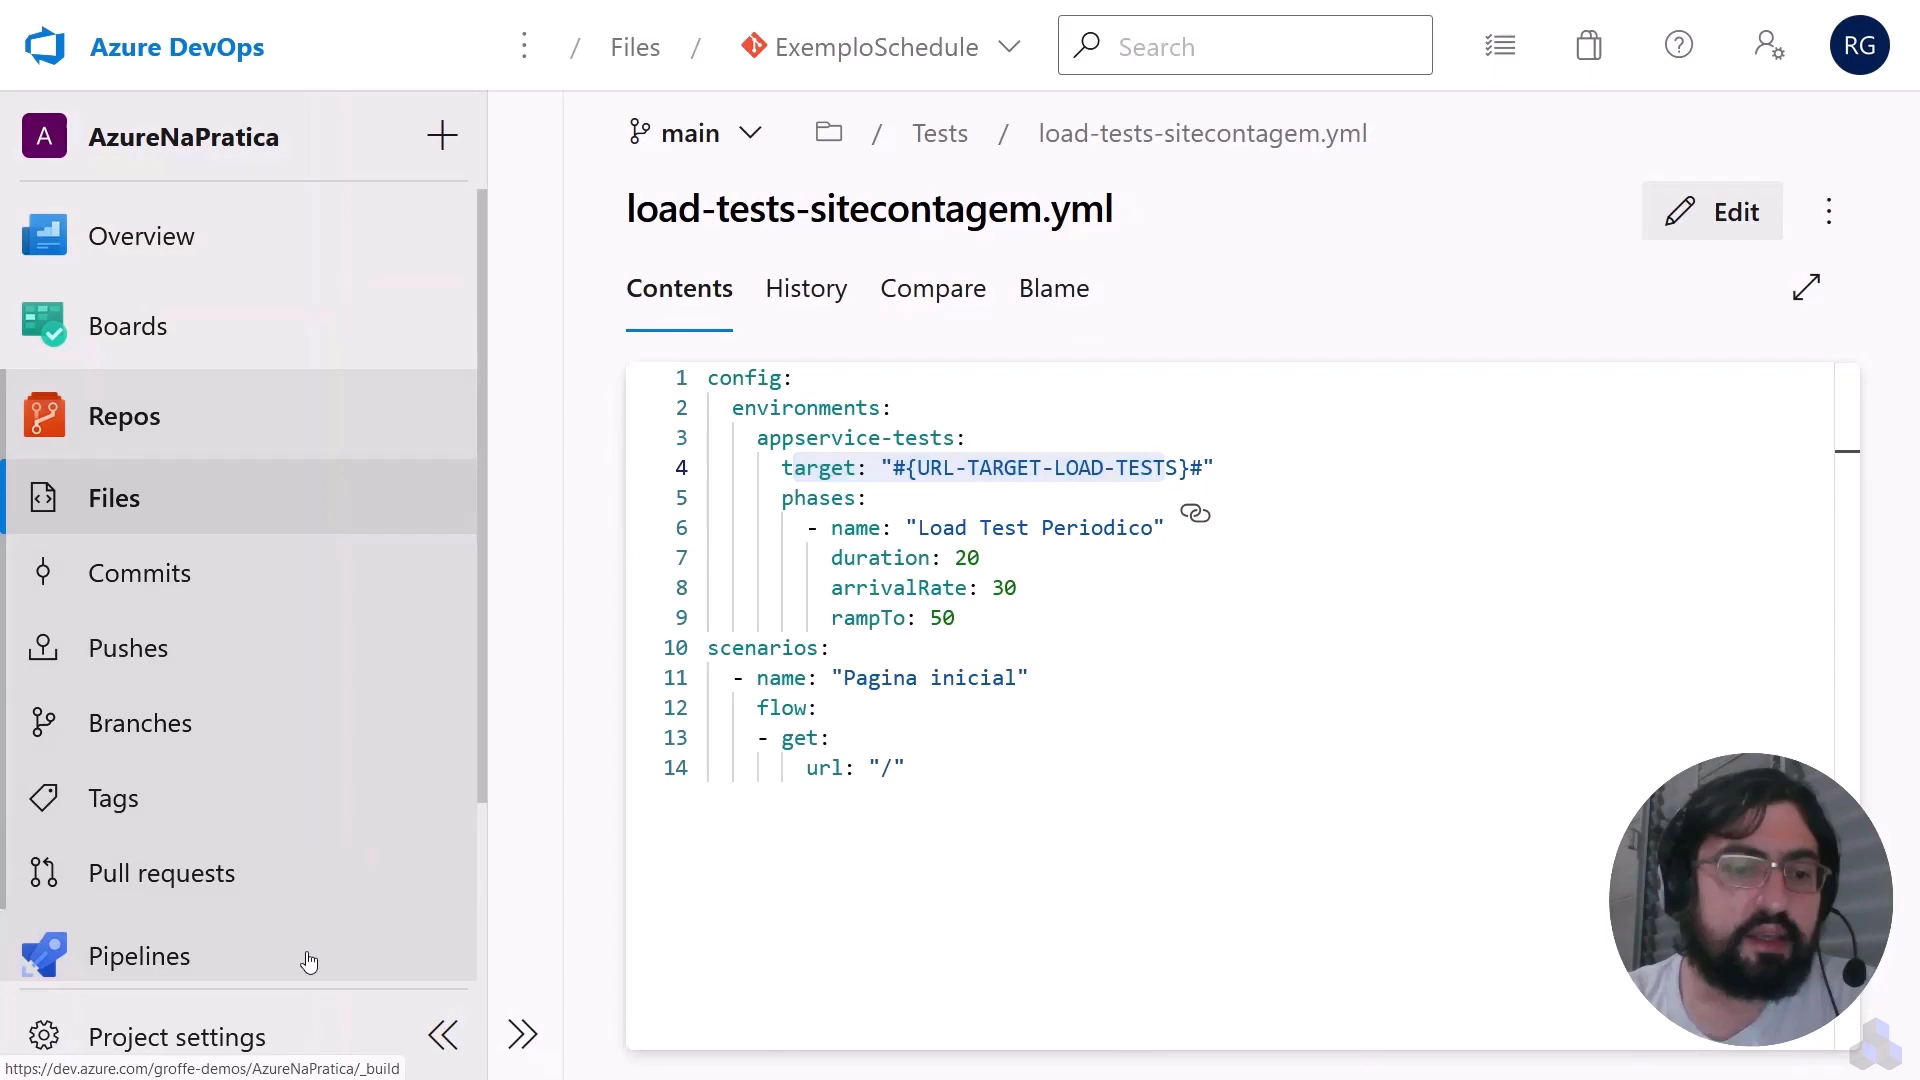 Azure DevOps
/ Files / ExemploSchedule
Search
RG
A AzureNaPratica
Overview
Boards
Repos
Files
Commits
Pushes
Branches
Tags
Pull requests
Pipelines
Project settings
https://dev.azure.com/groffe-demos/AzureNaPratica/_build
main / Tests / load-tests-sitecontagem.yml
load-tests-sitecontagem.yml
Edit
Contents History Compare Blame
1 config:
2 environments:
3 appservice-tests:
4 target: "#{URL-TARGET-LOAD-TESTS}#"
5 phases:
6 - name: "Load Test Periodico"
7 duration: 20
8 arrivalRate: 30
9 rampTo: 50
10 scenarios:
11 - name: "Pagina inicial"
12 flow:
13 - get:
14 url: "/"